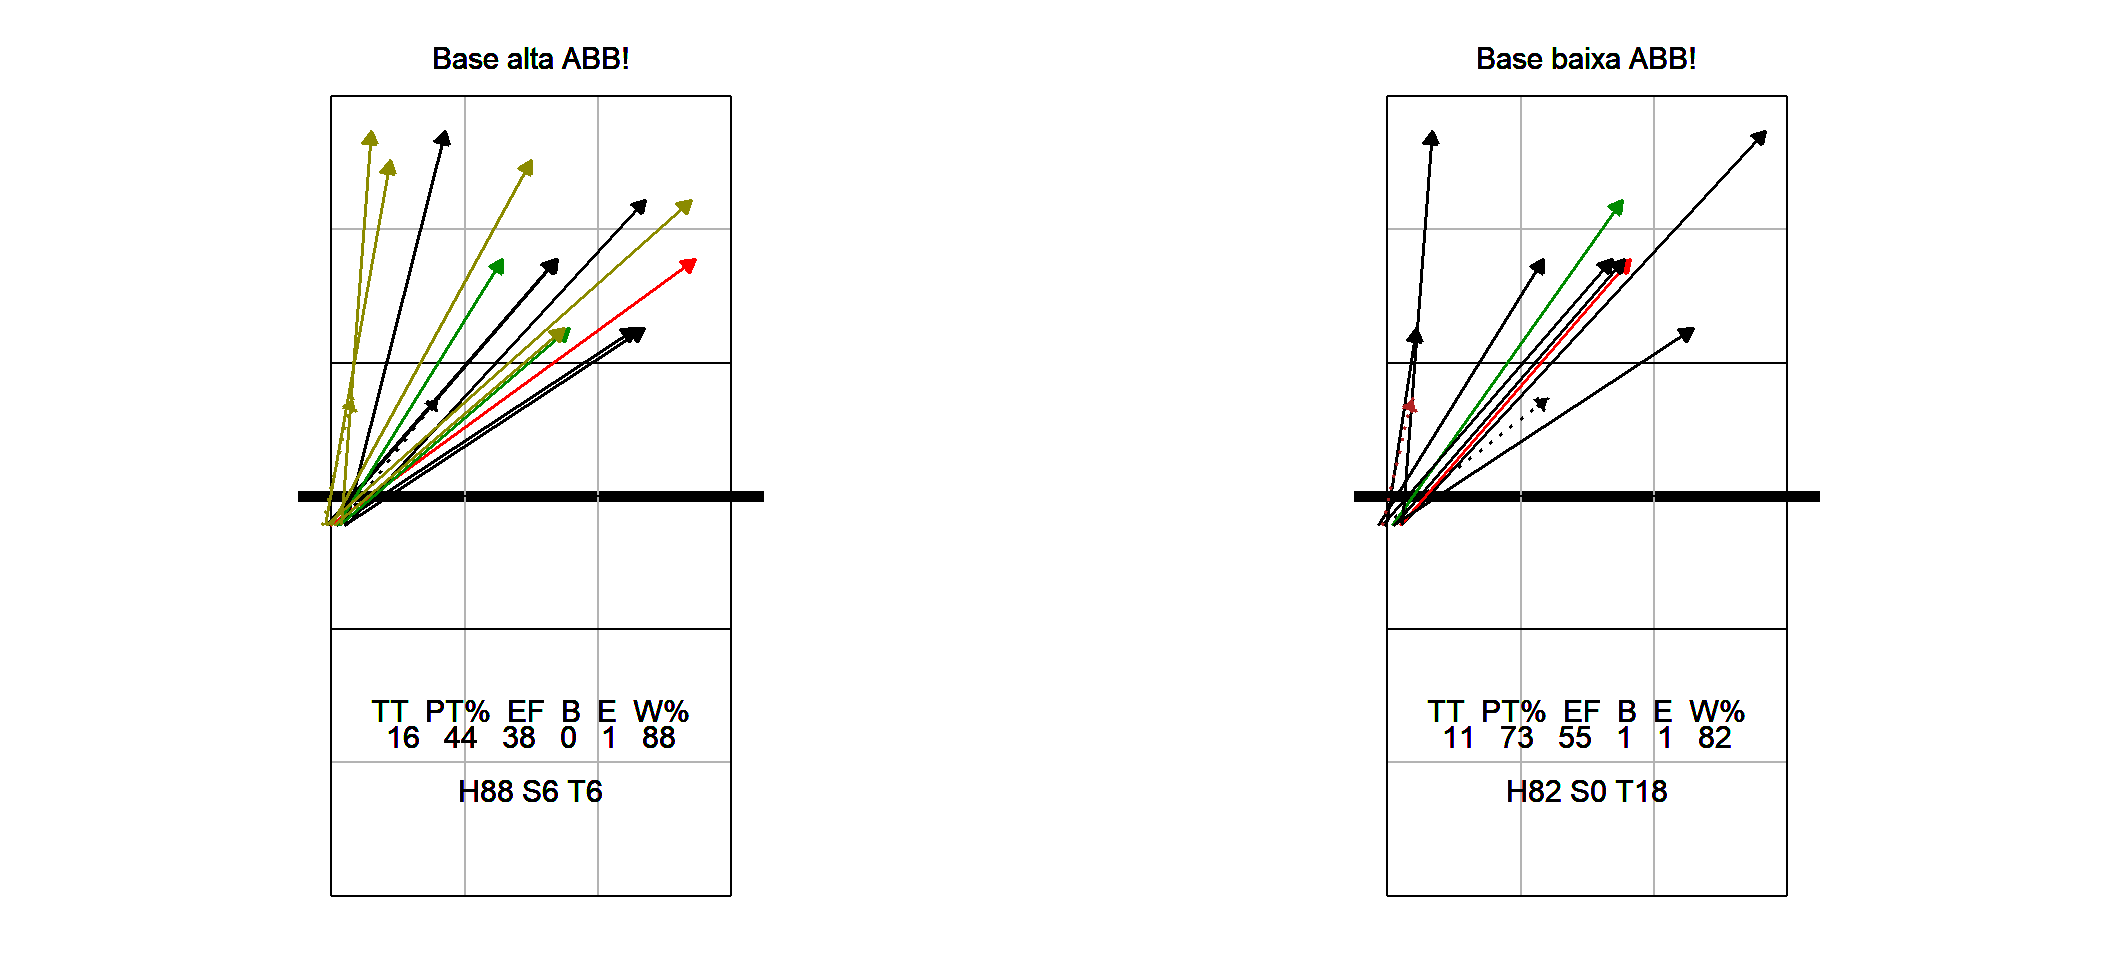 Base alta ABB!
TT PT% EF B E W%
16 44 38 0 1 88
H88 S6 T6
Base baixa ABB!
TT PT% EF B E W%
11 73 55 1 1 82
H82 S0 T18